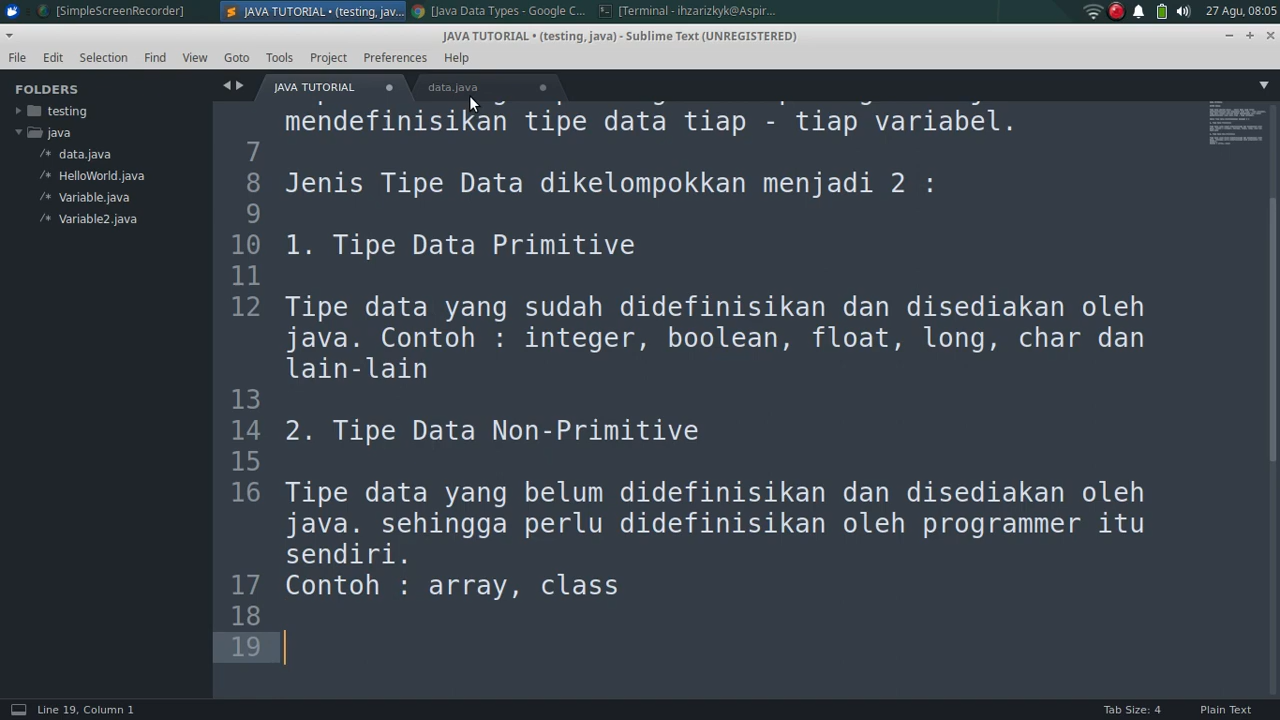 [SimpleScreenRecorder]
JAVA TUTORIAL • (testing, jav...
[Java Data Types - Google C...
[Terminal - ihzarizkyk@Aspir...
27 Agu, 08:05
JAVA TUTORIAL • (testing, java) - Sublime Text (UNREGISTERED)
File Edit Selection Find View Goto Tools Project Preferences Help
FOLDERS
testing
java
data.java
HelloWorld.java
Variable.java
Variable2.java
JAVA TUTORIAL
data.java
mendefinisikan tipe data tiap - tiap variabel.
7
8 Jenis Tipe Data dikelompokkan menjadi 2 :
9
10 1. Tipe Data Primitive
11
12 Tipe data yang sudah didefinisikan dan disediakan oleh
java. Contoh : integer, boolean, float, long, char dan
lain-lain
13
14 2. Tipe Data Non-Primitive
15
16 Tipe data yang belum didefinisikan dan disediakan oleh
java. sehingga perlu didefinisikan oleh programmer itu
sendiri.
17 Contoh : array, class
18
19
Line 19, Column 1
Tab Size: 4
Plain Text